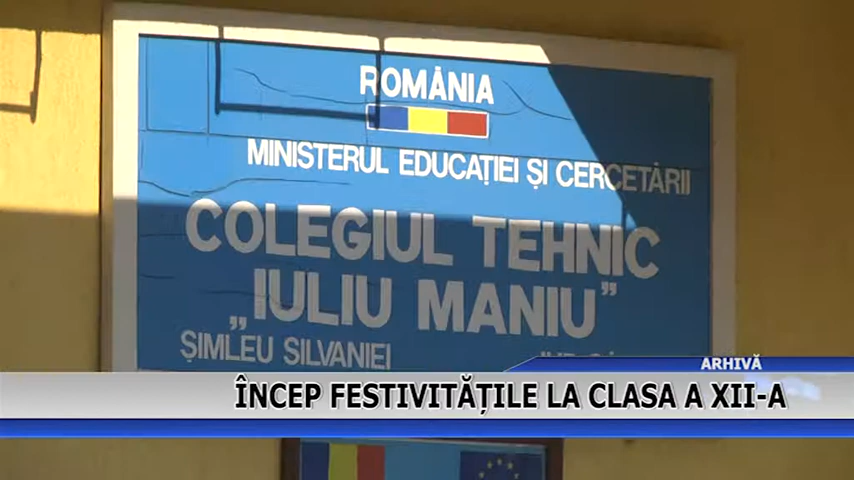 ROMÂNIA
MINISTERUL EDUCAȚIEI ȘI CERCETĂRII
COLEGIUL TEHNIC
„IULIU MANIU”
ȘIMLEU SILVANIEI
ARHIVĂ
ÎNCEP FESTIVITĂȚILE LA CLASA A XII-A